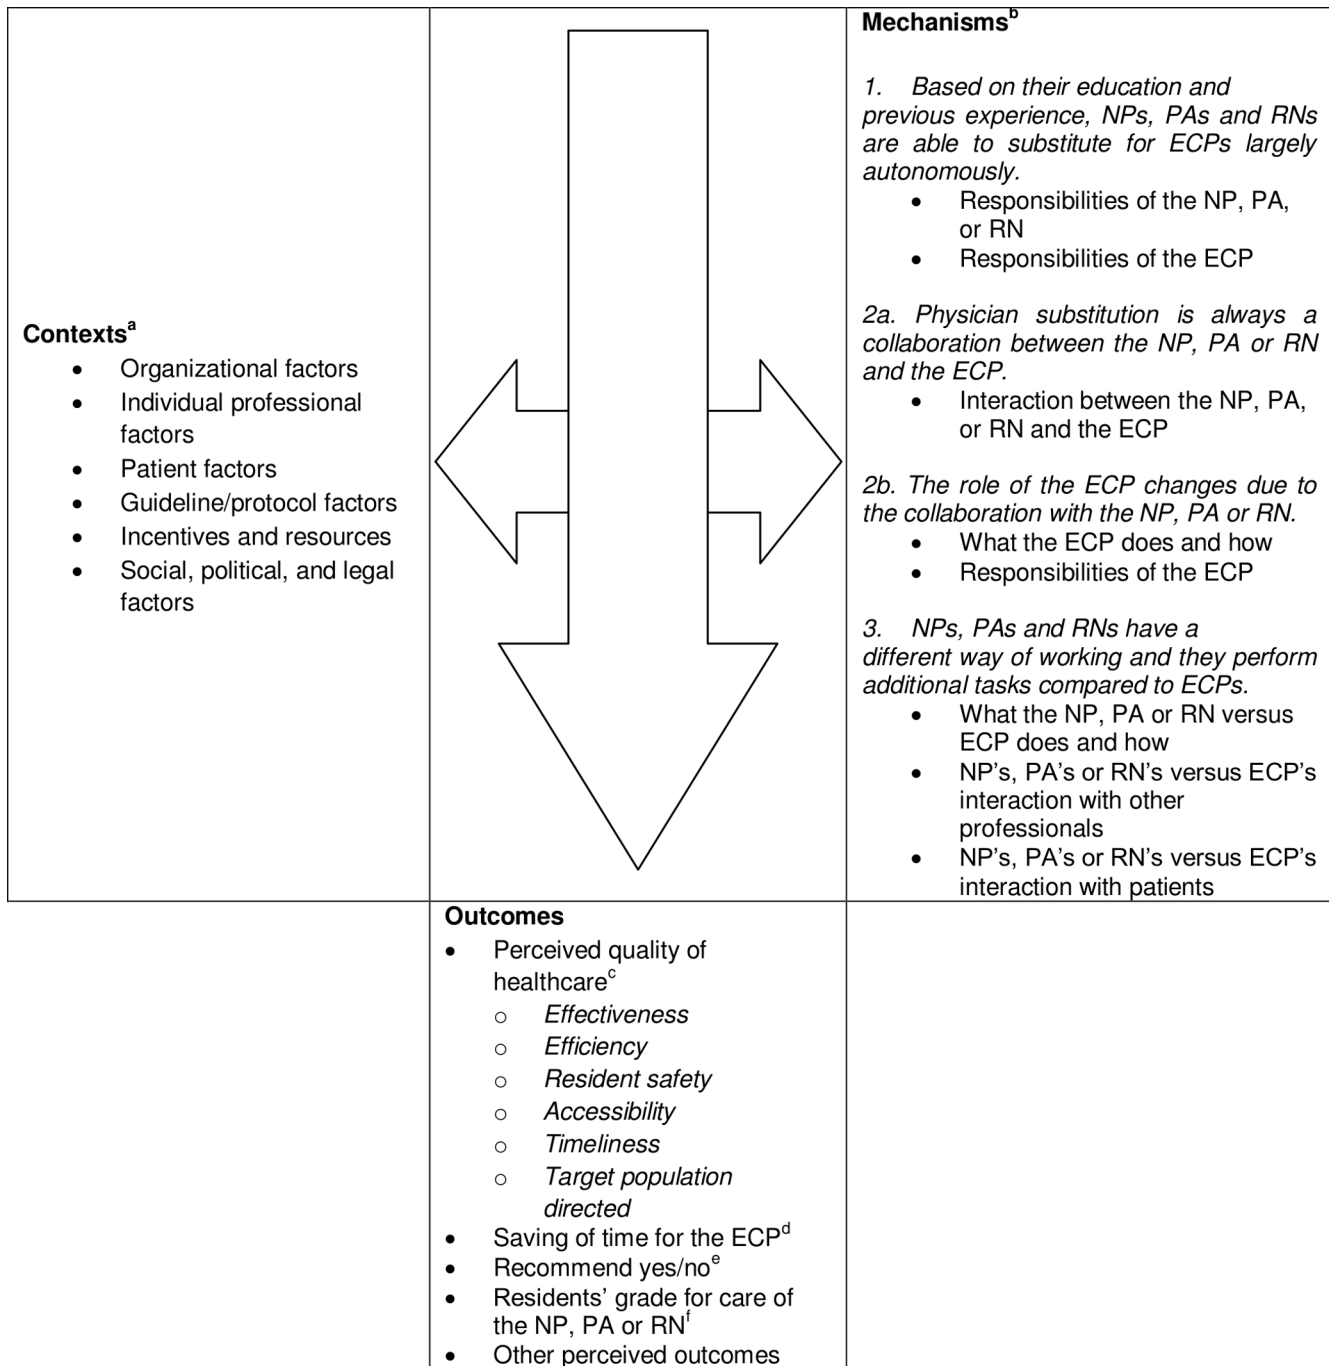 Contextsᵃ
• Organizational factors
• Individual professional
factors
• Patient factors
• Guideline/protocol factors
• Incentives and resources
• Social, political, and legal
factors
Mechanismsᵇ
1. Based on their education and
previous experience, NPs, PAs and RNs
are able to substitute for ECPs largely
autonomously.
• Responsibilities of the NP, PA,
or RN
• Responsibilities of the ECP
2a. Physician substitution is always a
collaboration between the NP, PA or RN
and the ECP.
• Interaction between the NP, PA,
or RN and the ECP
2b. The role of the ECP changes due to
the collaboration with the NP, PA or RN.
• What the ECP does and how
• Responsibilities of the ECP
3. NPs, PAs and RNs have a
different way of working and they perform
additional tasks compared to ECPs.
• What the NP, PA or RN versus
ECP does and how
• NP’s, PA’s or RN’s versus ECP’s
interaction with other
professionals
• NP’s, PA’s or RN’s versus ECP’s
interaction with patients
Outcomes
• Perceived quality of
healthcareᶜ
o Effectiveness
o Efficiency
o Resident safety
o Accessibility
o Timeliness
o Target population
directed
• Saving of time for the ECPᵈ
• Recommend yes/noᵉ
• Residents’ grade for care of
the NP, PA or RNᶠ
• Other perceived outcomes